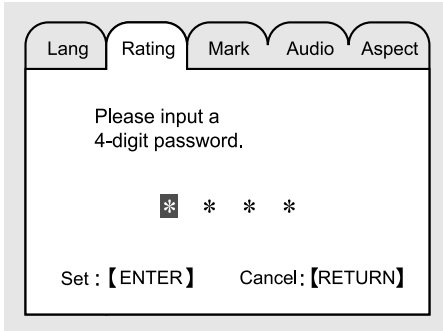 Lang Rating Mark Audio Aspect
Please input a
4-digit password.
* * * *
Set :【ENTER】 Cancel:【RETURN】